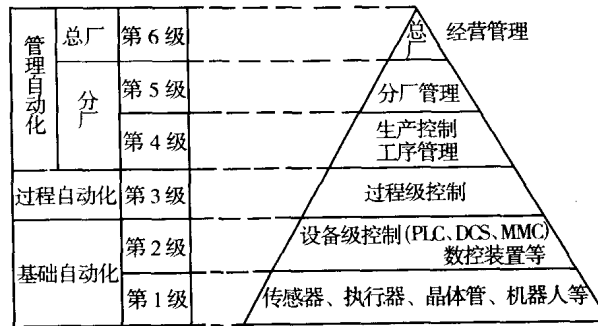 管理自动化
总厂
第6级
总厂
经营管理
分厂
第5级
分厂管理
第4级
生产控制
工序管理
过程自动化
第3级
过程级控制
基础自动化
第2级
设备级控制(PLC、DCS、MMC)
数控装置等
第1级
传感器、执行器、晶体管、机器人等